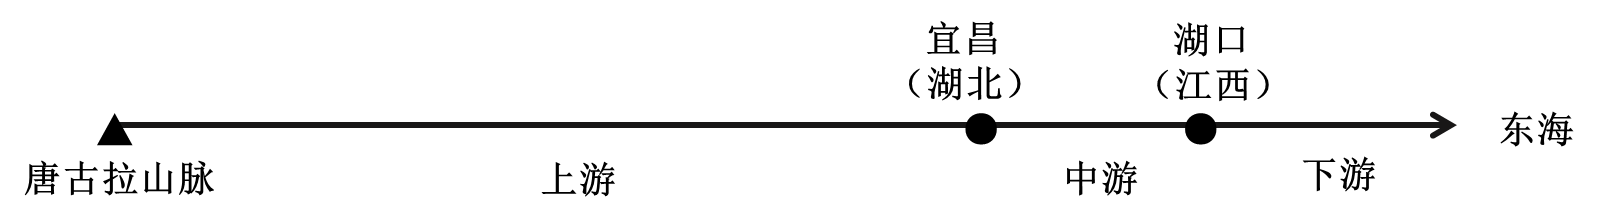 宜昌
（湖北）
湖口
（江西）
东海
唐古拉山脉
上游
中游
下游